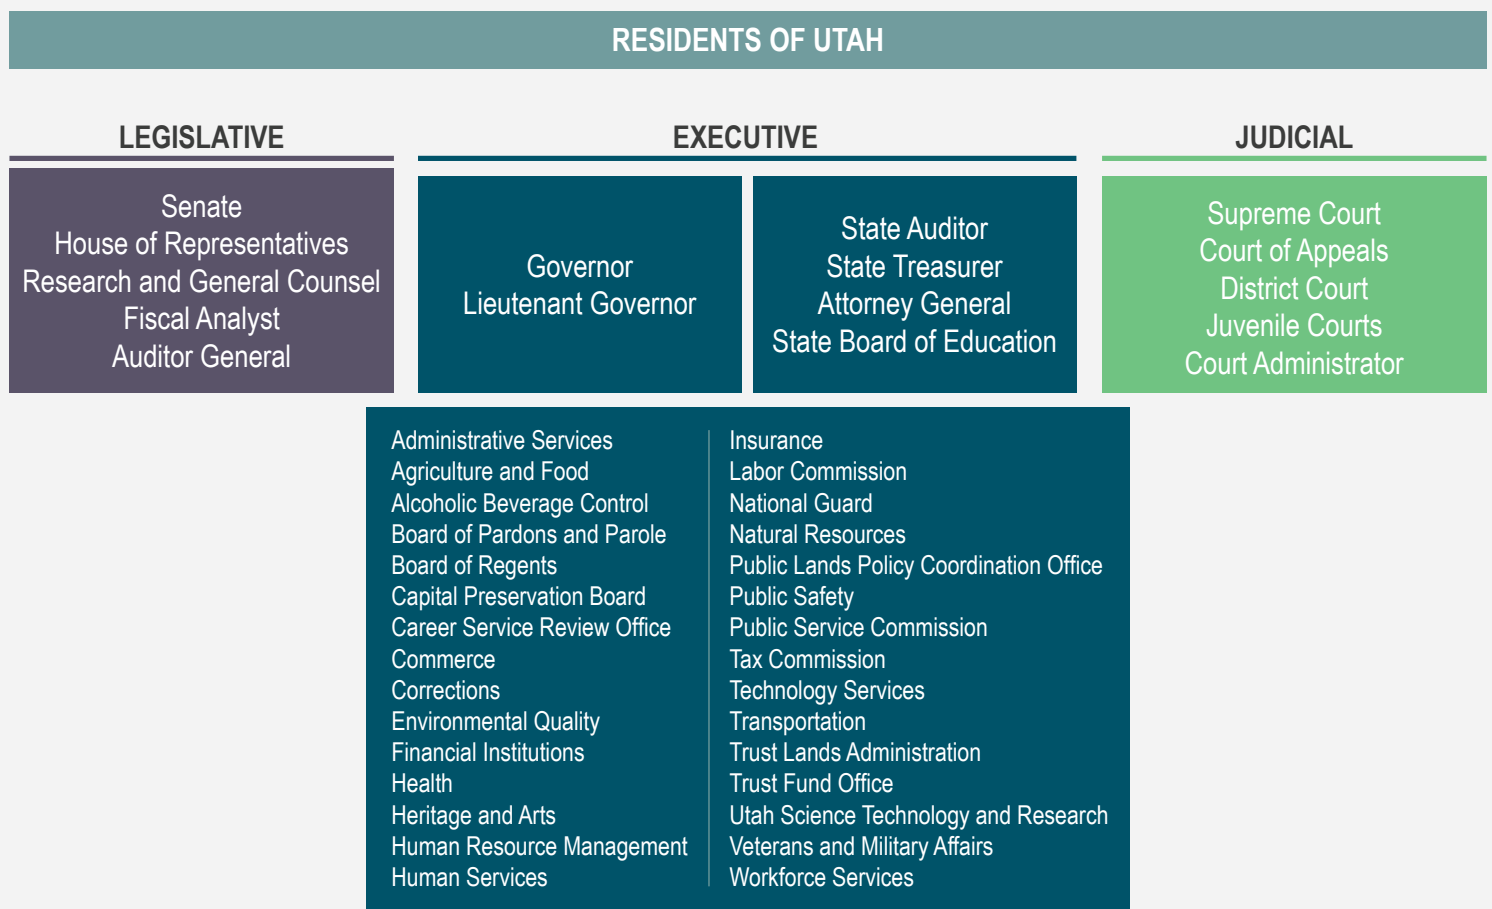 RESIDENTS OF UTAH
LEGISLATIVE
Senate
House of Representatives
Research and General Counsel
Fiscal Analyst
Auditor General
EXECUTIVE
Governor
Lieutenant Governor
State Auditor
State Treasurer
Attorney General
State Board of Education
JUDICIAL
Supreme Court
Court of Appeals
District Court
Juvenile Courts
Court Administrator
Administrative Services
Agriculture and Food
Alcoholic Beverage Control
Board of Pardons and Parole
Board of Regents
Capital Preservation Board
Career Service Review Office
Commerce
Corrections
Environmental Quality
Financial Institutions
Health
Heritage and Arts
Human Resource Management
Human Services
Insurance
Labor Commission
National Guard
Natural Resources
Public Lands Policy Coordination Office
Public Safety
Public Service Commission
Tax Commission
Technology Services
Transportation
Trust Lands Administration
Trust Fund Office
Utah Science Technology and Research
Veterans and Military Affairs
Workforce Services